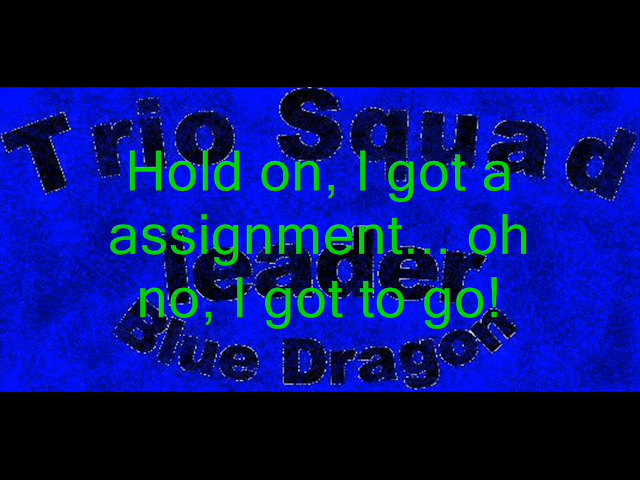 Trio Squad
Hold on, I got a
assignment... oh
leader
no, I got to go!
Blue Dragon